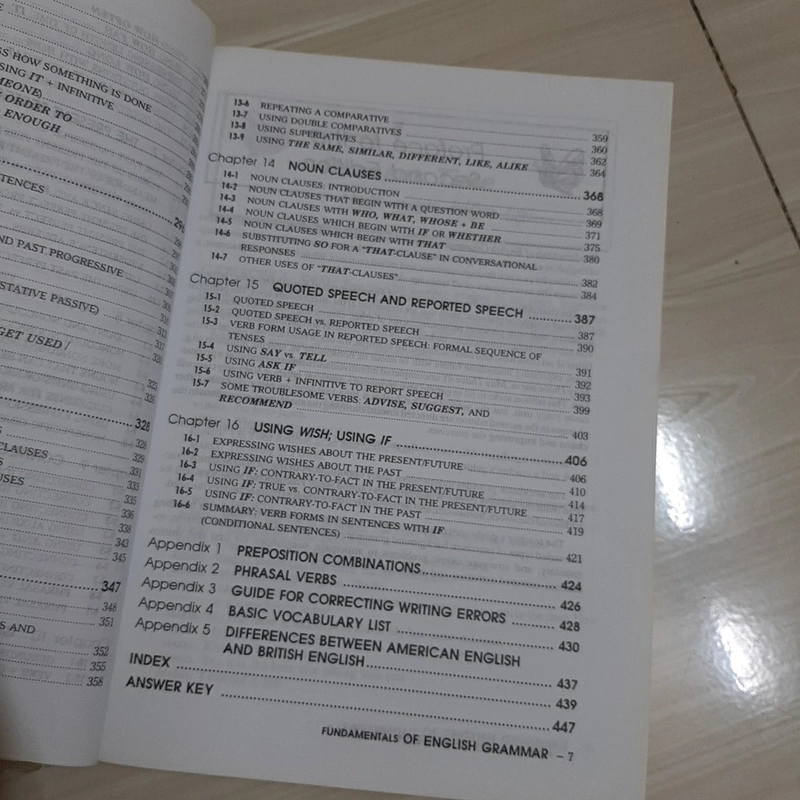 S HOW SOMETHING IS DONE
SING IT + INFINITIVE
MEONE)
ORDER TO
ENOUGH
ENTENCES
ND PAST PROGRESSIVE
STATIVE PASSIVE)
GET USED /
328
CLAUSES
USES
331
333
335
336
338
343
345
347
348
351
S AND
352
355
358
13-6 REPEATING A COMPARATIVE 359
13-7 USING DOUBLE COMPARATIVES 360
13-8 USING SUPERLATIVES 362
13-9 USING THE SAME, SIMILAR, DIFFERENT, LIKE, ALIKE 364
Chapter 14 NOUN CLAUSES 368
14-1 NOUN CLAUSES: INTRODUCTION 368
14-2 NOUN CLAUSES THAT BEGIN WITH A QUESTION WORD 369
14-3 NOUN CLAUSES WITH WHO, WHAT, WHOSE + BE 371
14-4 NOUN CLAUSES WHICH BEGIN WITH IF OR WHETHER 375
14-5 NOUN CLAUSES WHICH BEGIN WITH THAT 380
14-6 SUBSTITUTING SO FOR A "THAT-CLAUSE" IN CONVERSATIONAL
RESPONSES 382
14-7 OTHER USES OF "THAT-CLAUSES" 384
Chapter 15 QUOTED SPEECH AND REPORTED SPEECH 387
15-1 QUOTED SPEECH 387
15-2 QUOTED SPEECH vs. REPORTED SPEECH 390
15-3 VERB FORM USAGE IN REPORTED SPEECH: FORMAL SEQUENCE OF
TENSES 391
15-4 USING SAY vs. TELL 392
15-5 USING ASK IF 393
15-6 USING VERB + INFINITIVE TO REPORT SPEECH 399
15-7 SOME TROUBLESOME VERBS: ADVISE, SUGGEST, AND
RECOMMEND 403
Chapter 16 USING WISH; USING IF 406
16-1 EXPRESSING WISHES ABOUT THE PRESENT/FUTURE 406
16-2 EXPRESSING WISHES ABOUT THE PAST 410
16-3 USING IF: CONTRARY-TO-FACT IN THE PRESENT/FUTURE 414
16-4 USING IF: TRUE vs. CONTRARY-TO-FACT IN THE PRESENT/FUTURE 417
16-5 USING IF: CONTRARY-TO-FACT IN THE PAST 419
16-6 SUMMARY: VERB FORMS IN SENTENCES WITH IF
(CONDITIONAL SENTENCES) 421
Appendix 1 PREPOSITION COMBINATIONS 424
Appendix 2 PHRASAL VERBS 426
Appendix 3 GUIDE FOR CORRECTING WRITING ERRORS 428
Appendix 4 BASIC VOCABULARY LIST 430
Appendix 5 DIFFERENCES BETWEEN AMERICAN ENGLISH
AND BRITISH ENGLISH 437
INDEX 439
ANSWER KEY 447
FUNDAMENTALS OF ENGLISH GRAMMAR – 7